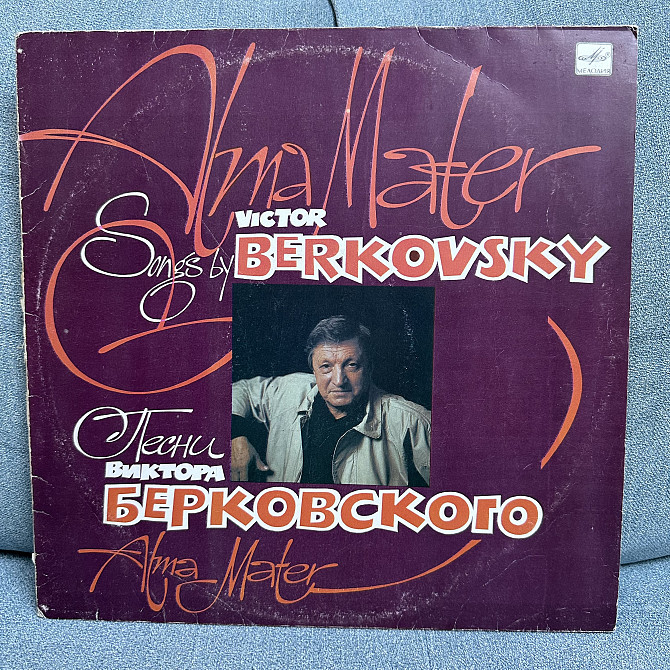 МЕЛОДИЯ
Alma Mater
Songs by
VICTOR
BERKOVSKY
Песни
ВИКТОРА
БЕРКОВСКОГО
Alma Mater